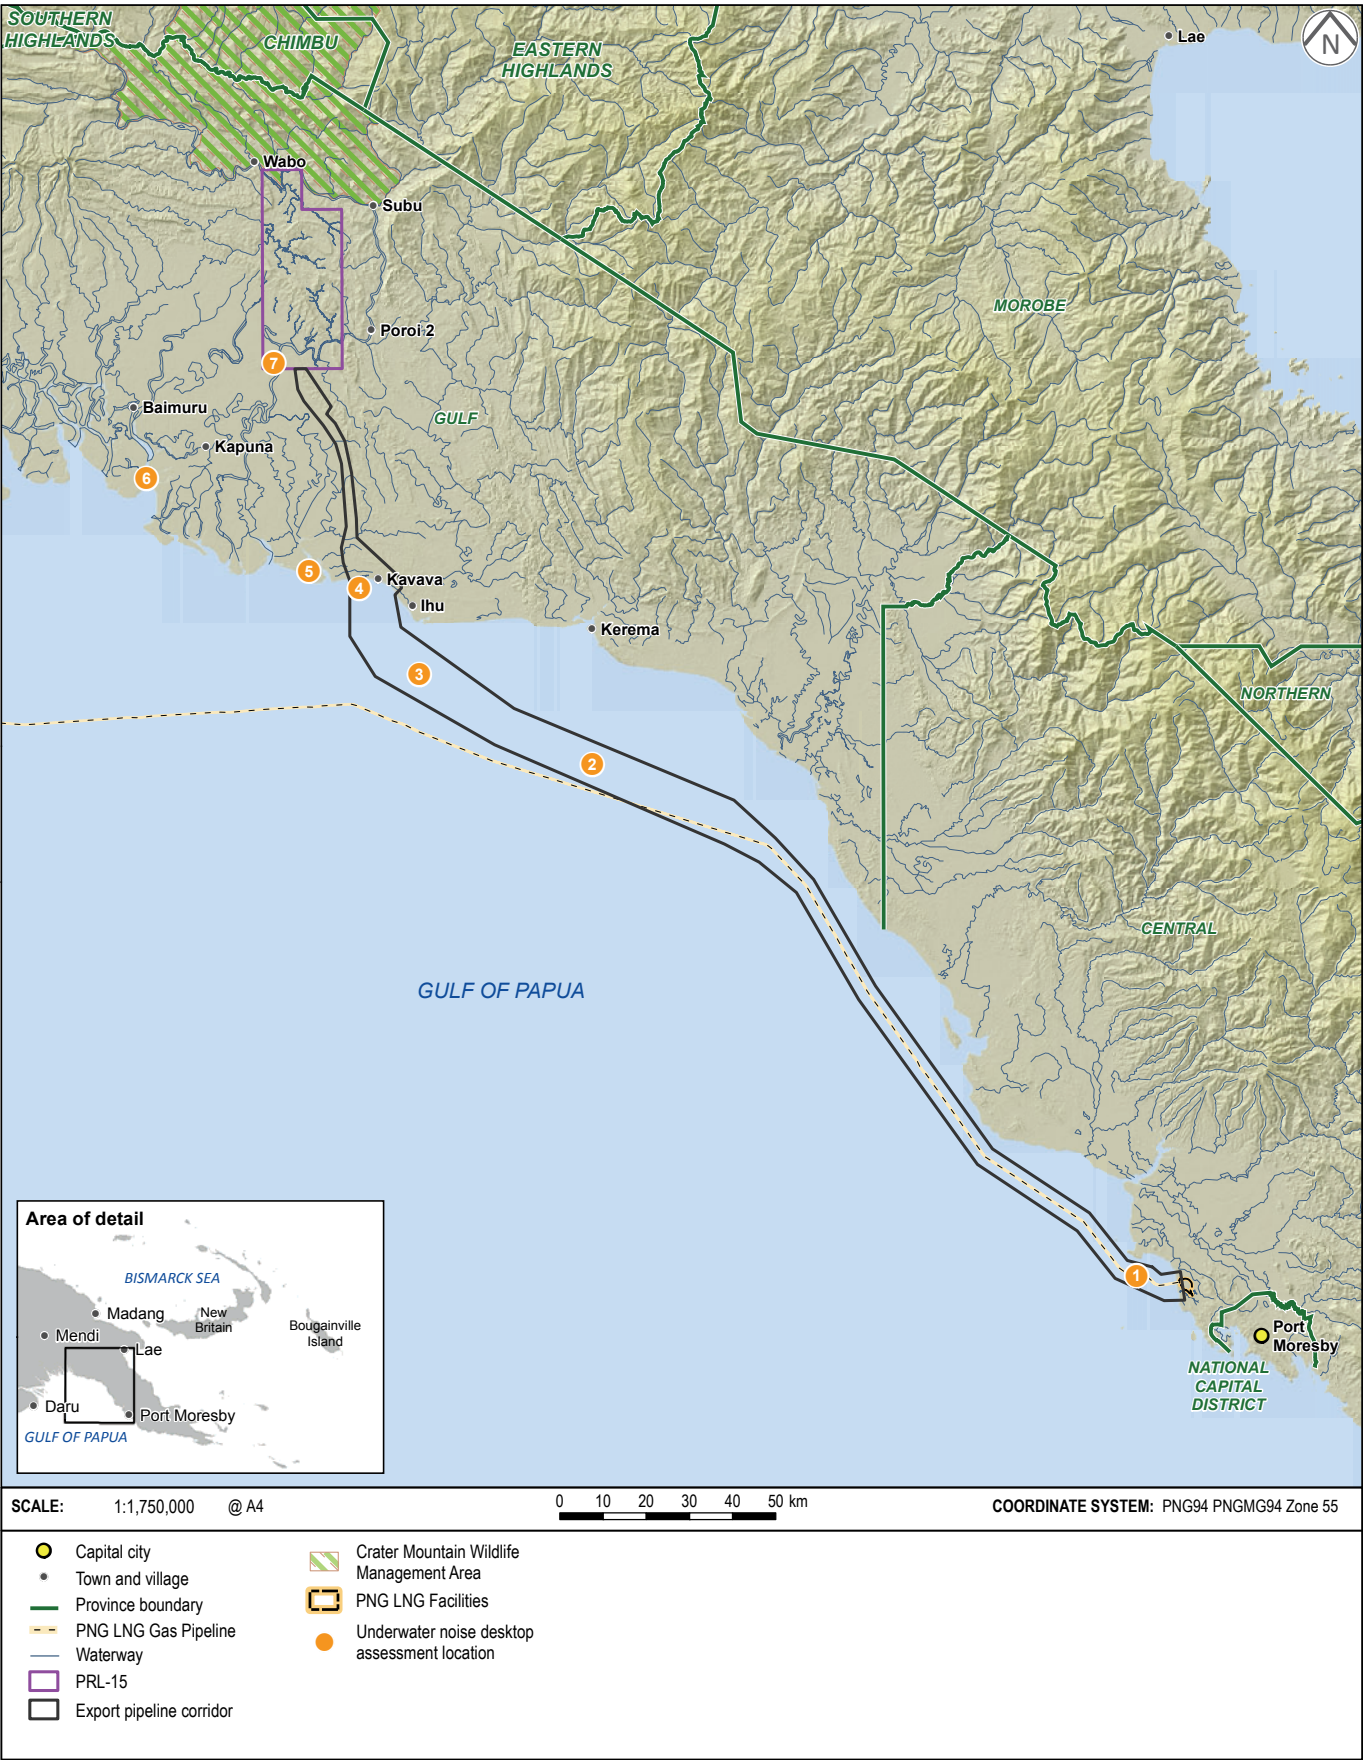 SOUTHERN
HIGHLANDS
CHIMBU
EASTERN
HIGHLANDS
Lae
N
Wabo
Subu
MOROBE
Poroi 2
7
Baimuru
GULF
Kapuna
6
5
4
Kavava
Ihu
Kerema
3
NORTHERN
2
CENTRAL
GULF OF PAPUA
1
Port
Moresby
NATIONAL
CAPITAL
DISTRICT
Area of detail
BISMARCK SEA
Madang
New
Britain
Bougainville
Island
Mendi
Lae
Daru
Port Moresby
GULF OF PAPUA
SCALE: 1:1,750,000 @ A4
0 10 20 30 40 50 km
COORDINATE SYSTEM: PNG94 PNGMG94 Zone 55
Capital city
Town and village
Province boundary
PNG LNG Gas Pipeline
Waterway
PRL-15
Export pipeline corridor
Crater Mountain Wildlife
Management Area
PNG LNG Facilities
Underwater noise desktop
assessment location